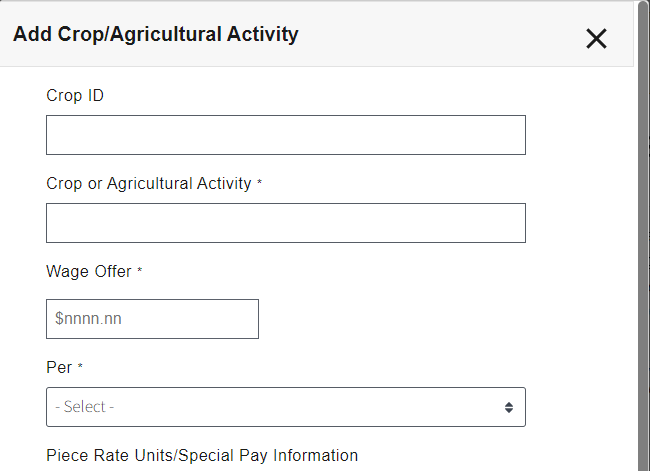 Add Crop/Agricultural Activity
Crop ID
Crop or Agricultural Activity *
Wage Offer *
$nnnn.nn
Per *
- Select -
Piece Rate Units/Special Pay Information